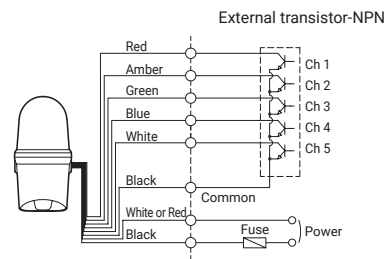 External transistor-NPN
Red
Amber
Green
Blue
White
Black
White or Red
Black
Ch 1
Ch 2
Ch 3
Ch 4
Ch 5
Common
Fuse
Power